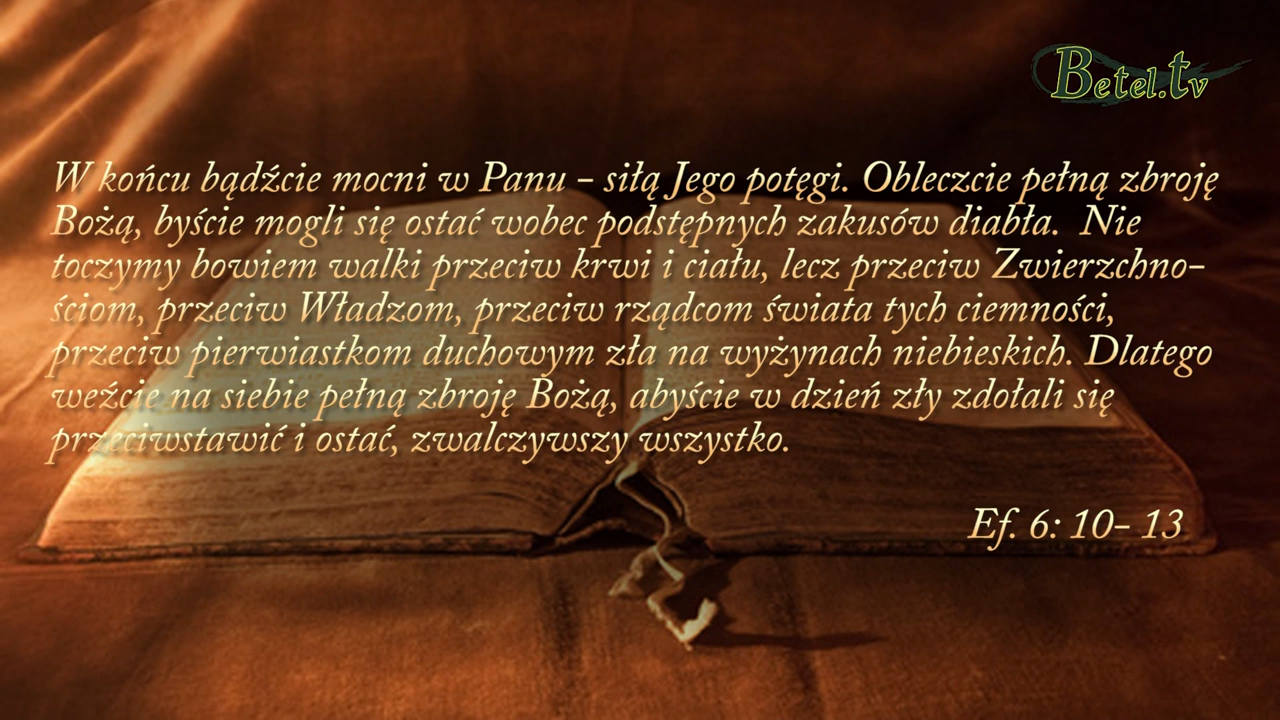 Betel.tv
W końcu bądźcie mocni w Panu – siłą Jego potęgi. Obleczcie pełną zbroję
Bożą, byście mogli się ostać wobec podstępnych zakusów diabła. Nie
toczymy bowiem walki przeciw krwi i ciału, lecz przeciw Zwierzchno-
ściom, przeciw Władzom, przeciw rządcom świata tych ciemności,
przeciw pierwiastkom duchowym zła na wyżynach niebieskich. Dlatego
weźcie na siebie pełną zbroję Bożą, abyście w dzień zły zdołali się
przeciwstawić i ostać, zwalczywszy wszystko.
Ef. 6: 10- 13